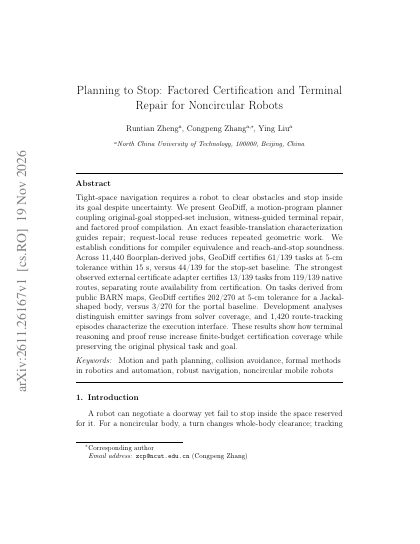 Planning to Stop: Factored Certification and Terminal
Repair for Noncircular Robots
Runtian Zhengᵃ, Congpeng Zhangᵃ,*, Ying Liuᵃ
ᵃNorth China University of Technology, 100000, Beijing, China
Abstract
Tight-space navigation requires a robot to clear obstacles and stop inside
its goal despite uncertainty. We present GeoDiff, a motion-program planner
coupling original-goal stopped-set inclusion, witness-guided terminal repair,
and factored proof compilation. An exact feasible-translation characterization
guides repair; request-local reuse reduces repeated geometric work. We
establish conditions for compiler equivalence and reach-and-stop soundness.
Across 11,440 floorplan-derived jobs, GeoDiff certifies 61/139 tasks at 5-cm
tolerance within 15 s, versus 44/139 for the stop-set baseline. The strongest
observed external certificate adapter certifies 13/139 tasks from 119/139 native
routes, separating route availability from certification. On tasks derived from
public BARN maps, GeoDiff certifies 202/270 at 5-cm tolerance for a Jackal-
shaped body, versus 3/270 for the portal baseline. Development analyses
distinguish emitter savings from solver coverage, and 1,420 route-tracking
episodes characterize the execution interface. These results show how terminal
reasoning and proof reuse increase finite-budget certification coverage while
preserving the original physical task and goal.
Keywords: Motion and path planning, collision avoidance, formal methods
in robotics and automation, robust navigation, noncircular mobile robots
1. Introduction
A robot can negotiate a doorway yet fail to stop inside the space reserved
for it. For a noncircular body, a turn changes whole-body clearance; tracking
*Corresponding author
Email address: zcp@ncut.edu.cn (Congpeng Zhang)
arXiv:2611.26167v1 [cs.RO] 19 Nov 2026